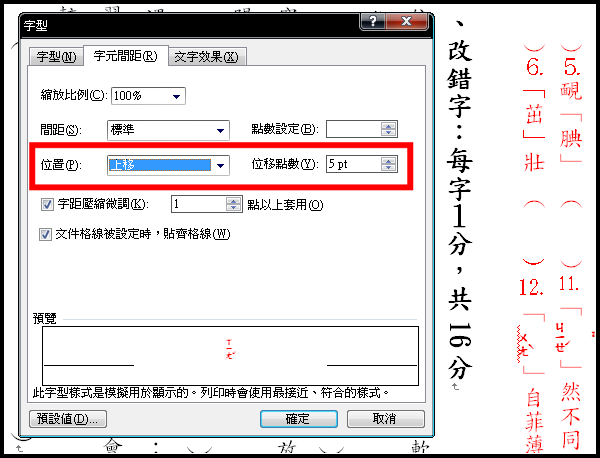 字型
字型(N)
字元間距(R)
文字效果(X)
縮放比例(C): 100%
間距(S): 標準 點數設定(B):
位置(P): 上移 位移點數(Y): 5 pt
字距壓縮微調(K): 1 點以上套用(O)
文件格線被設定時，貼齊格線(W)
預覽
ㄒㄧㄝˊ
此字型樣式是模擬用於顯示的。列印時會使用最接近、符合的樣式。
預設值(D)... 確定 取消
）5.靦「腆 （ ）11.「 」然不同
）6.「茁」壯 （ ）12.「 」自菲薄
、改錯字：每字1分，共16分
會：放軟